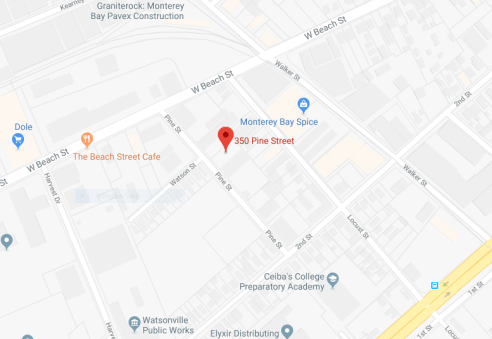 Kearney
Graniterock: Monterey
Bay Pavex Construction
W Beach St
Walker St
2nd St
W Beach St
Monterey Bay Spice
Dole
Pine St
350 Pine Street
The Beach Street Cafe
W Beach St
St
Watson St
Walker St
Harvest Dr
Pine St
Locust St
Pine St
2nd St
Ceiba's College
Preparatory Academy
1st St
Watsonville
Public Works
Elyxir Distributing
Harve
1st St
Locust